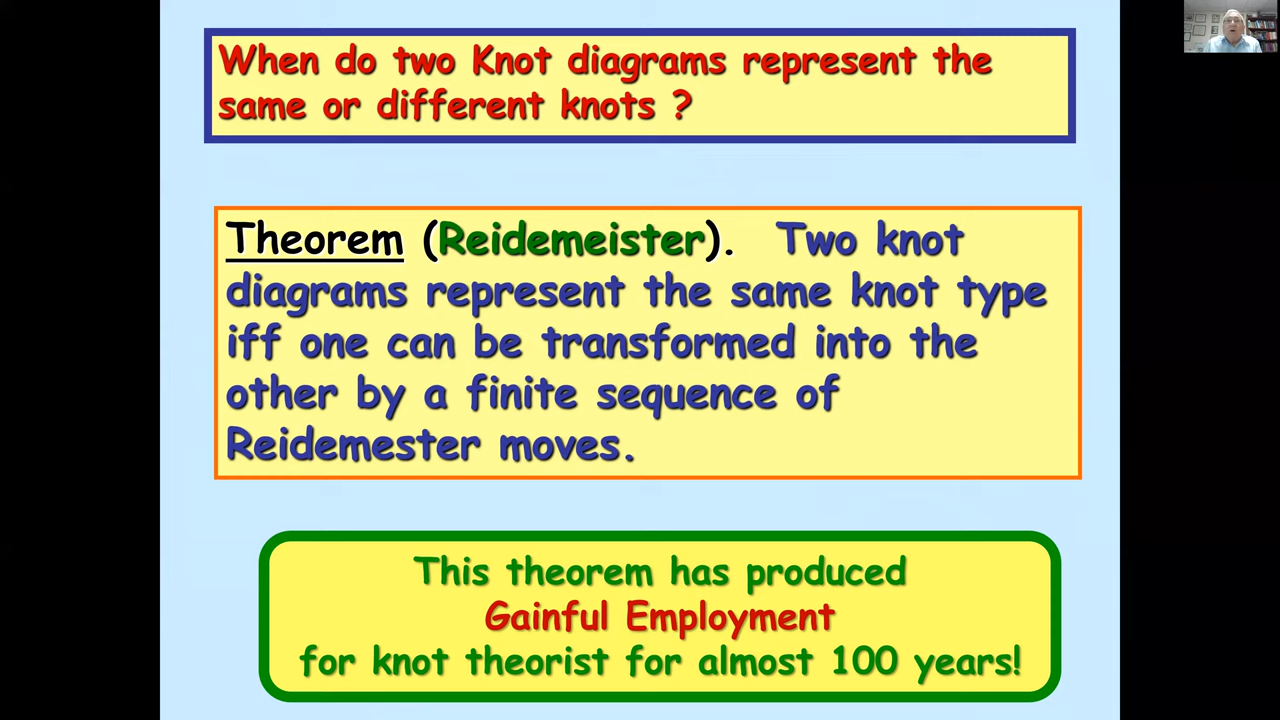 When do two Knot diagrams represent the
same or different knots ?
Theorem (Reidemeister). Two knot
diagrams represent the same knot type
iff one can be transformed into the
other by a finite sequence of
Reidemester moves.
This theorem has produced
Gainful Employment
for knot theorist for almost 100 years!